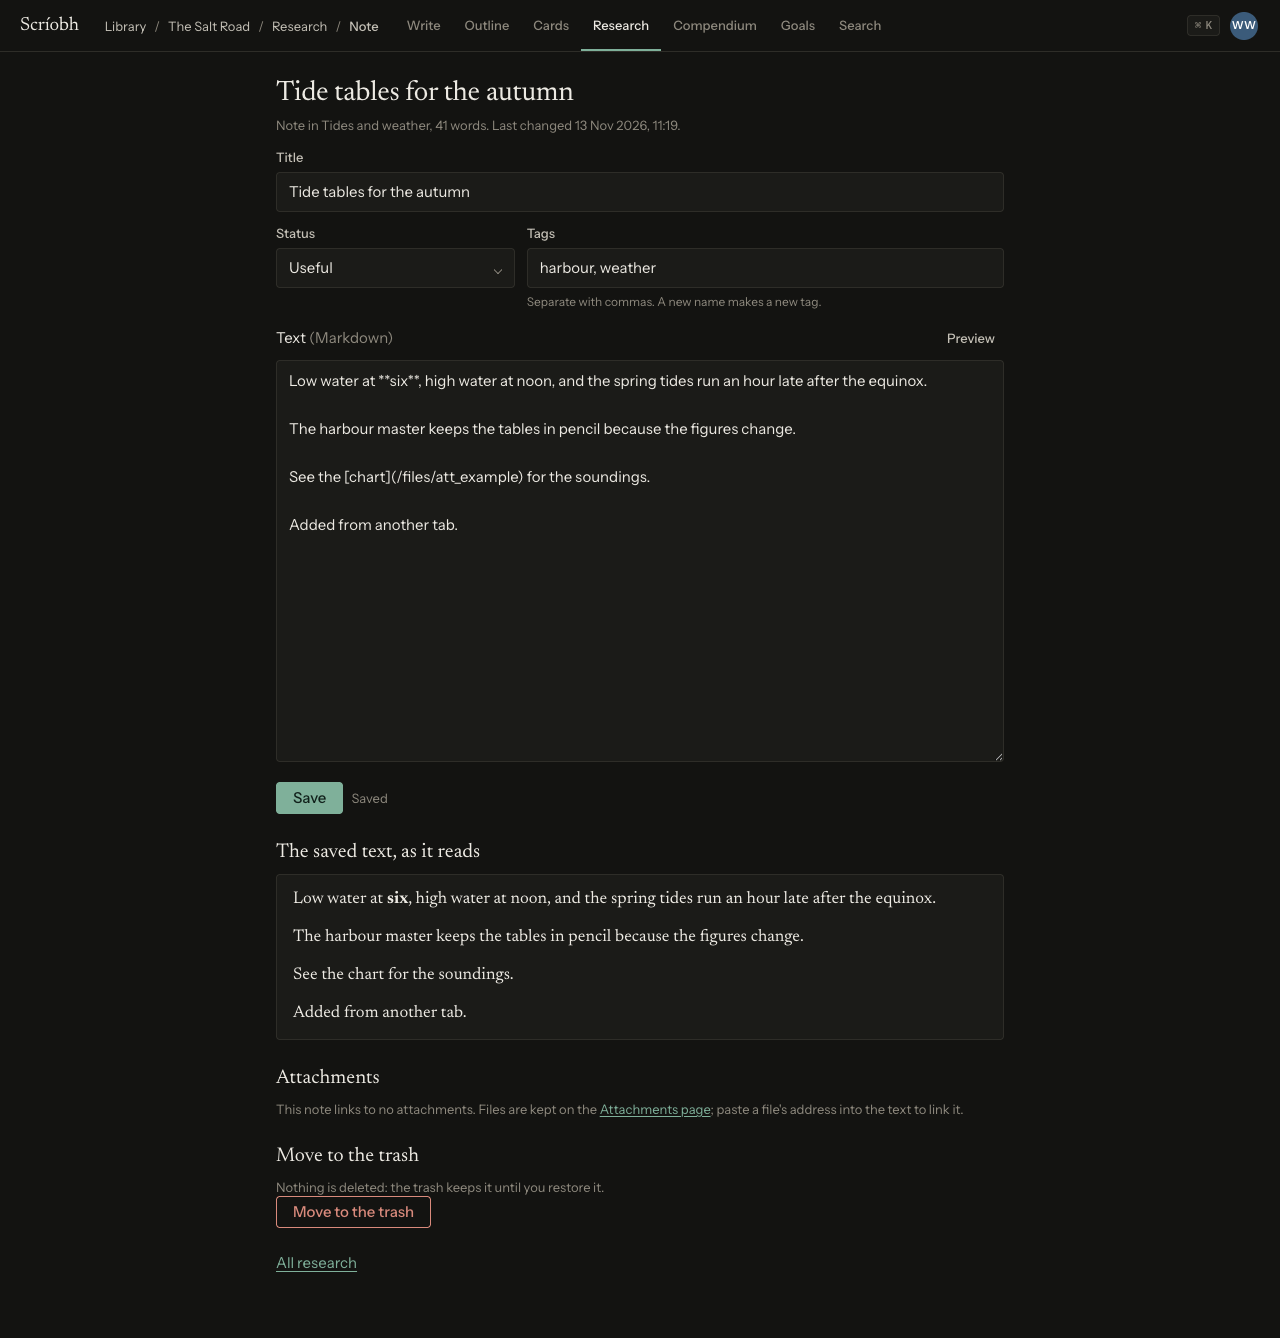 Scríobh
Library / The Salt Road / Research / Note
Write Outline Cards Research Compendium Goals Search
⌘ K
WW
Tide tables for the autumn
Note in Tides and weather, 41 words. Last changed 13 Nov 2026, 11:19.
Title
Tide tables for the autumn
Status
Useful
Tags
harbour, weather
Separate with commas. A new name makes a new tag.
Text (Markdown)
Preview
Low water at **six**, high water at noon, and the spring tides run an hour late after the equinox.
The harbour master keeps the tables in pencil because the figures change.
See the [chart](/files/att_example) for the soundings.
Added from another tab.
Save
Saved
The saved text, as it reads
Low water at six, high water at noon, and the spring tides run an hour late after the equinox.
The harbour master keeps the tables in pencil because the figures change.
See the chart for the soundings.
Added from another tab.
Attachments
This note links to no attachments. Files are kept on the Attachments page; paste a file's address into the text to link it.
Move to the trash
Nothing is deleted: the trash keeps it until you restore it.
Move to the trash
All research